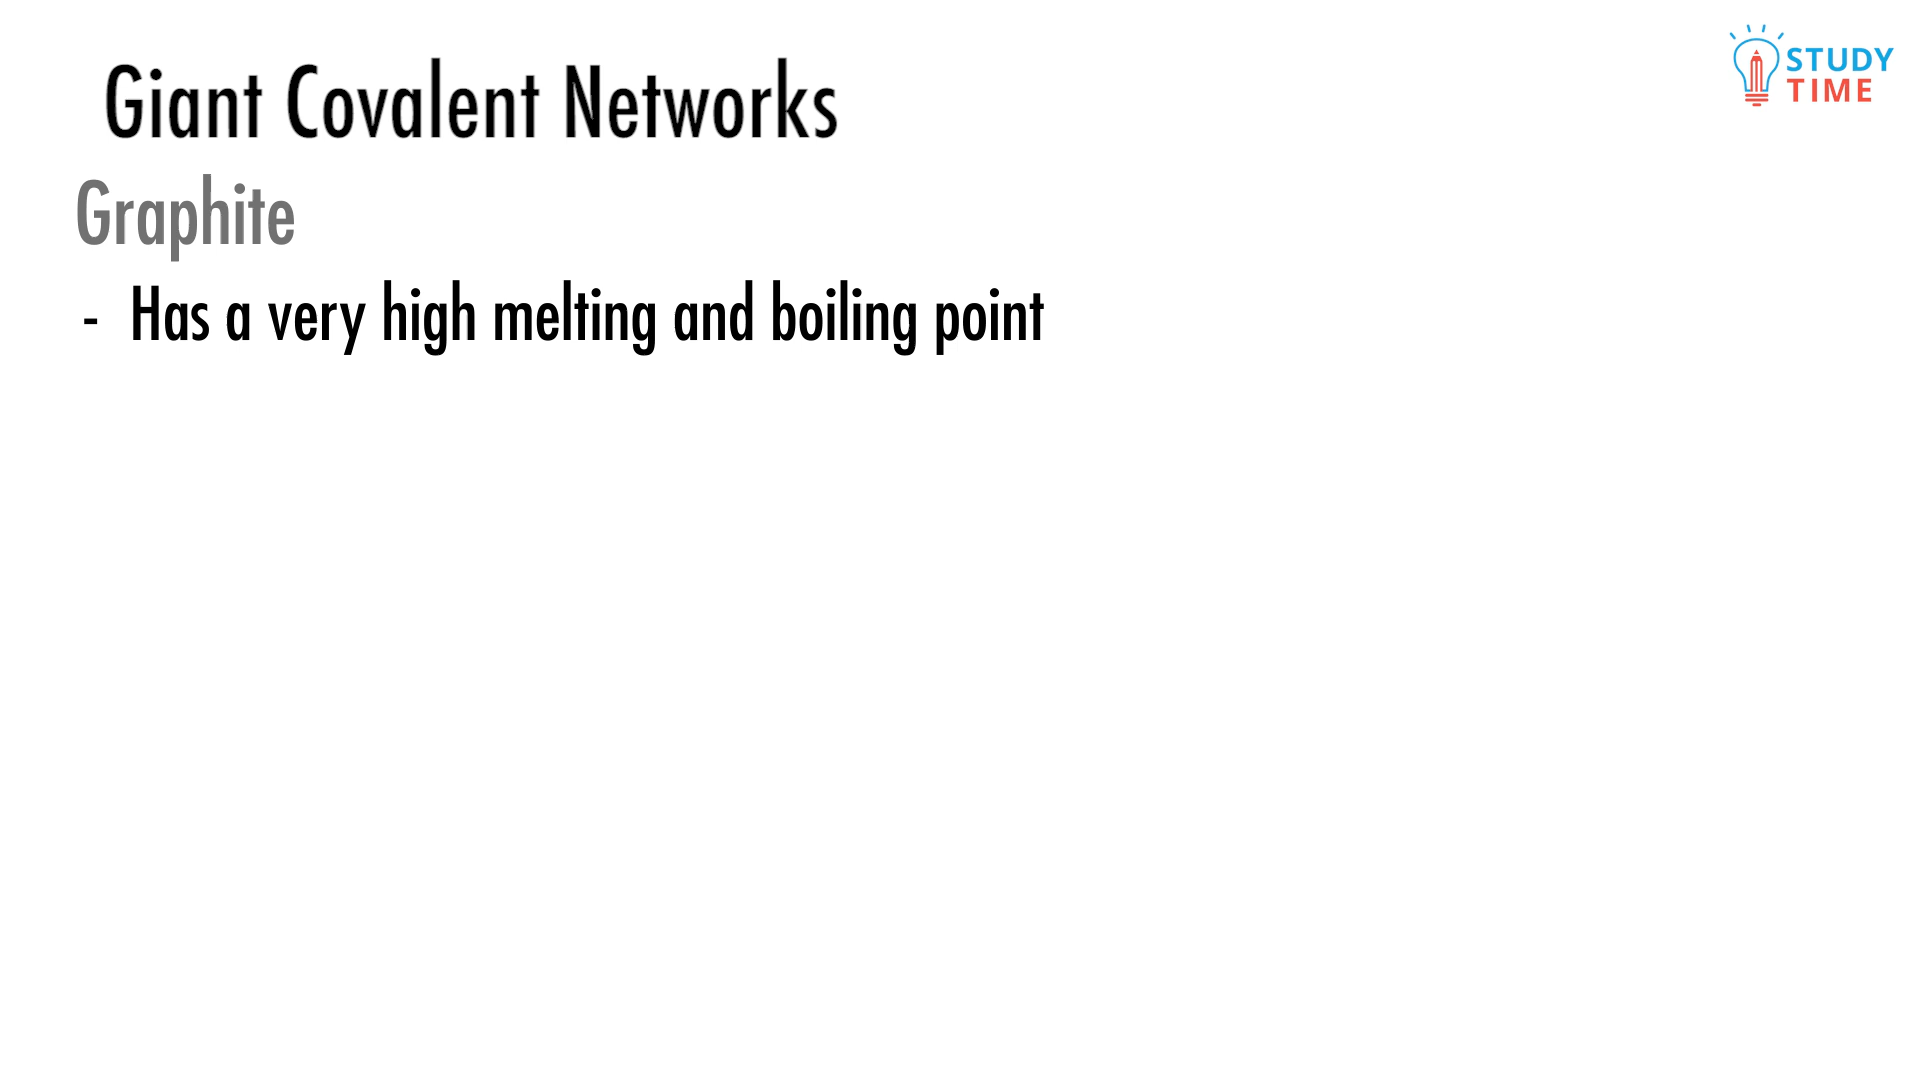 Giant Covalent Networks
STUDY
TIME
Graphite
- Has a very high melting and boiling point